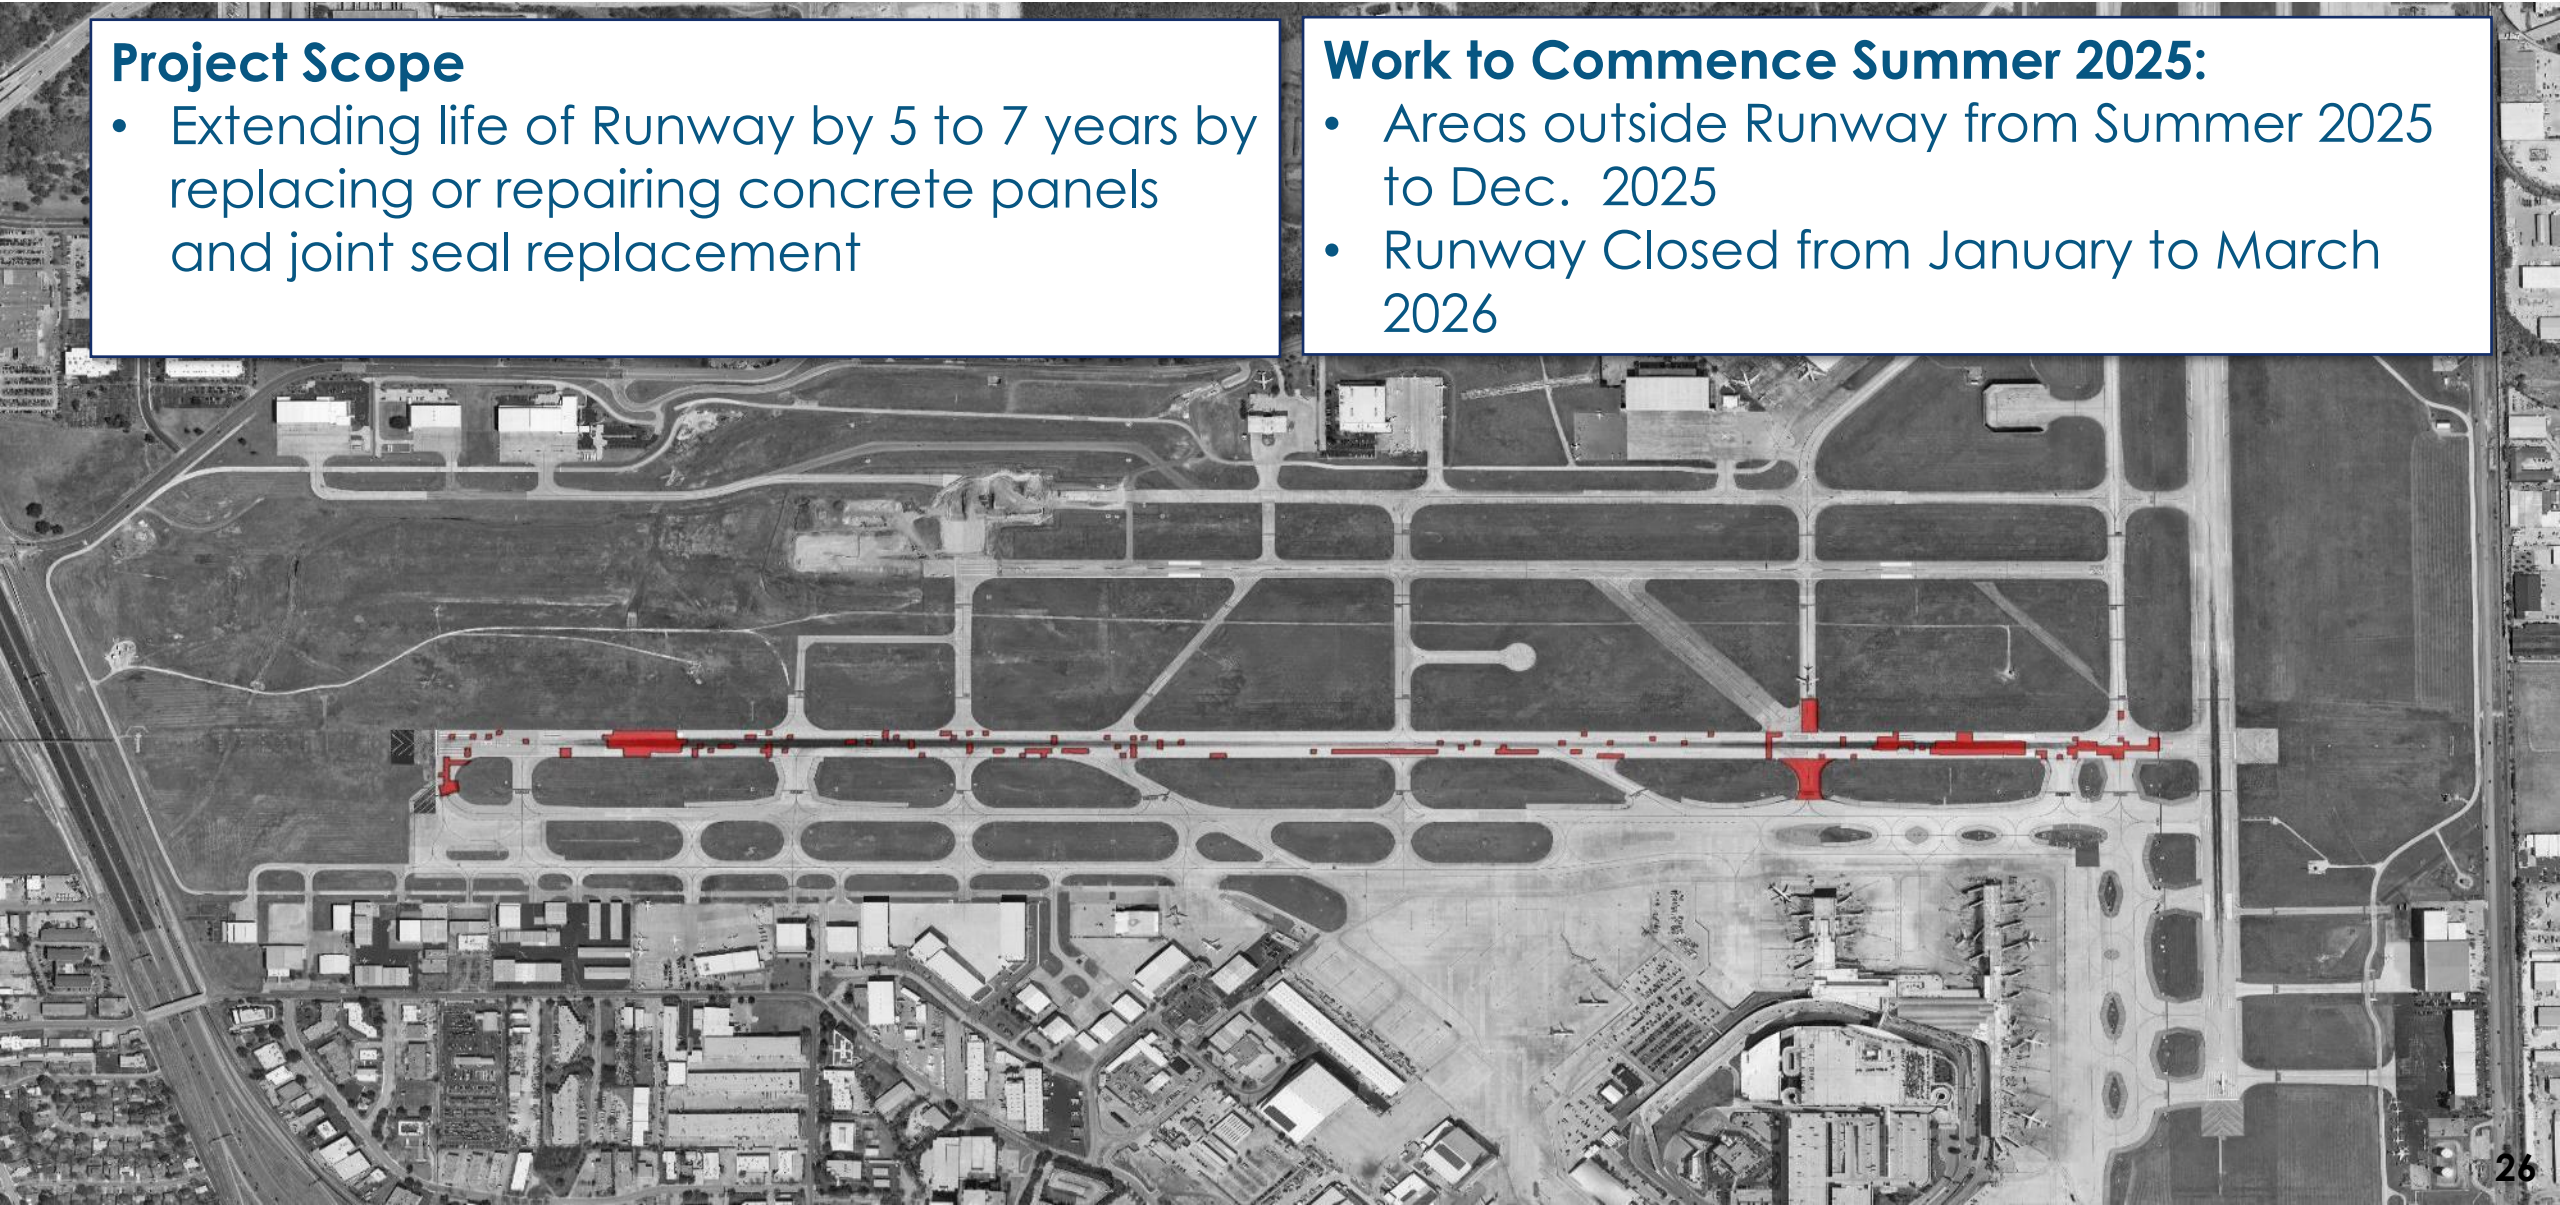 Project Scope
• Extending life of Runway by 5 to 7 years by
replacing or repairing concrete panels
and joint seal replacement
Work to Commence Summer 2025:
• Areas outside Runway from Summer 2025
to Dec.  2025
• Runway Closed from January to March
2026
26